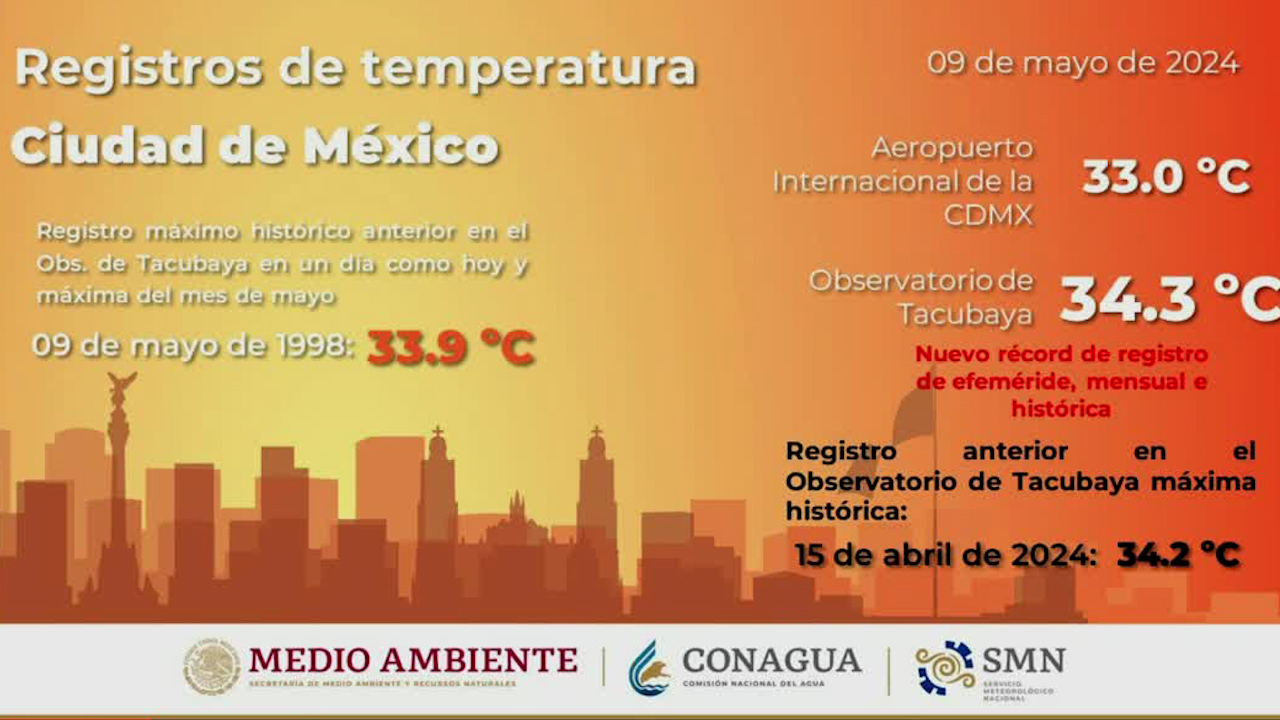 Registros de temperatura
Ciudad de México
Registro máximo histórico anterior en el
Obs. de Tacubaya en un día como hoy y
máxima del mes de mayo
09 de mayo de 1998: 33.9 ºC
09 de mayo de 2024
Aeropuerto
Internacional de la
CDMX
33.0 ºC
Observatorio de
Tacubaya
34.3 ºC
Nuevo récord de registro
de efeméride, mensual e
histórica
Registro anterior en el
Observatorio de Tacubaya máxima
histórica:
15 de abril de 2024: 34.2 ºC
MEDIO AMBIENTE
SECRETARÍA DE MEDIO AMBIENTE Y RECURSOS NATURALES
CONAGUA
COMISIÓN NACIONAL DEL AGUA
SMN
SERVICIO
METEOROLÓGICO
NACIONAL